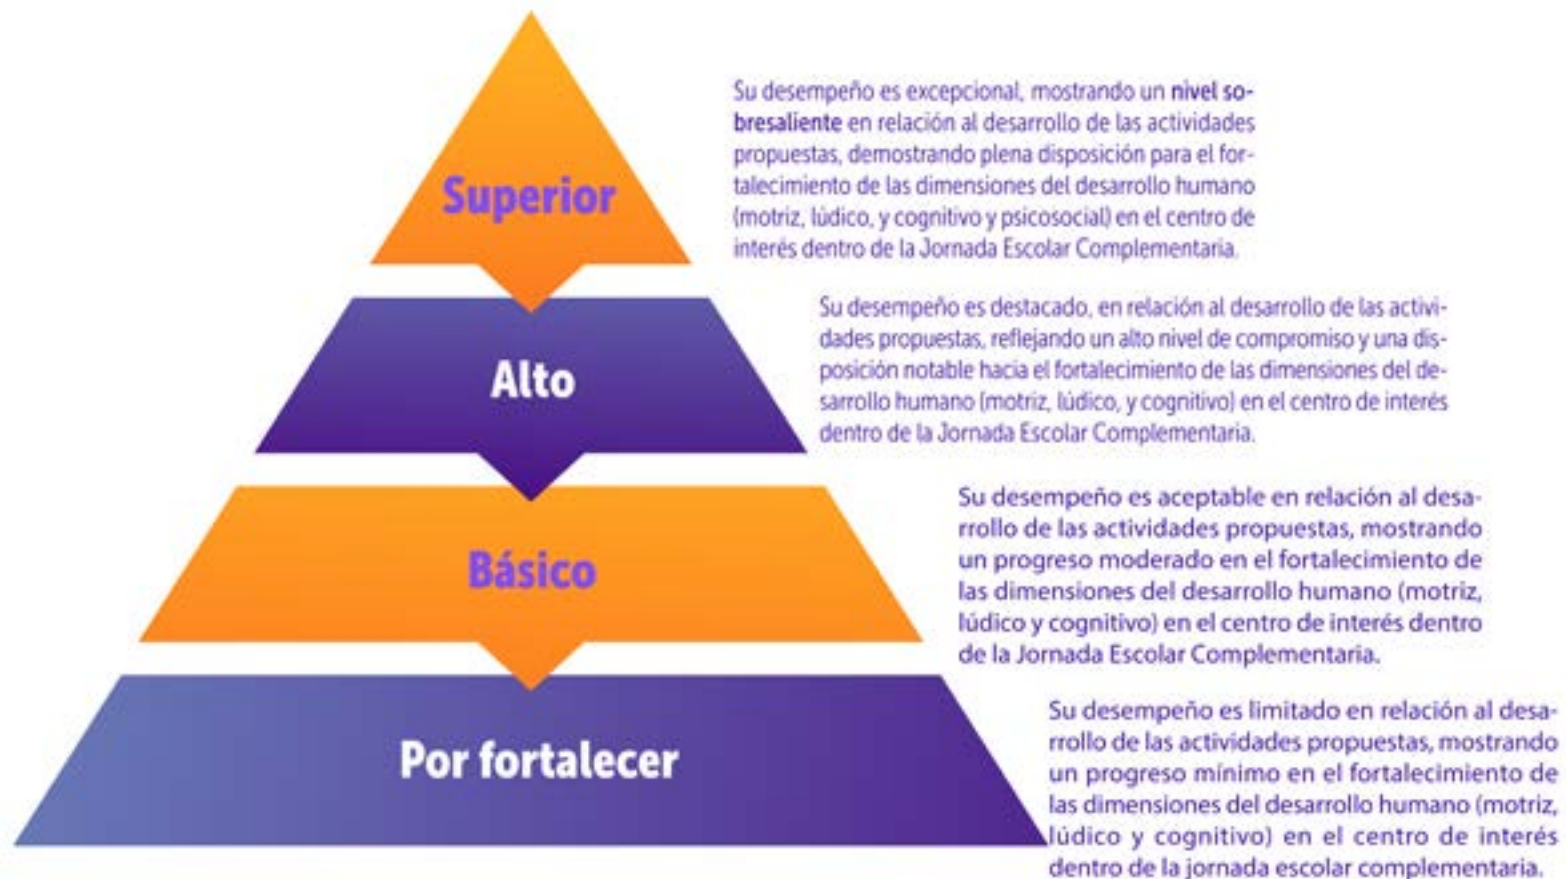 Superior
Su desempeño es excepcional, mostrando un nivel so-
bresaliente en relación al desarrollo de las actividades
propuestas, demostrando plena disposición para el for-
talecimiento de las dimensiones del desarrollo humano
(motriz, lúdico, y cognitivo y psicosocial) en el centro de
interés dentro de la Jornada Escolar Complementaria.
Alto
Su desempeño es destacado, en relación al desarrollo de las activi-
dades propuestas, reflejando un alto nivel de compromiso y una dis-
posición notable hacia el fortalecimiento de las dimensiones del de-
sarrollo humano (motriz, lúdico, y cognitivo) en el centro de interés
dentro de la Jornada Escolar Complementaria.
Básico
Su desempeño es aceptable en relación al desa-
rrollo de las actividades propuestas, mostrando
un progreso moderado en el fortalecimiento de
las dimensiones del desarrollo humano (motriz,
lúdico y cognitivo) en el centro de interés dentro
de la Jornada Escolar Complementaria.
Por fortalecer
Su desempeño es limitado en relación al desa-
rrollo de las actividades propuestas, mostrando
un progreso mínimo en el fortalecimiento de
las dimensiones del desarrollo humano (motriz,
lúdico y cognitivo) en el centro de interés
dentro de la jornada escolar complementaria.